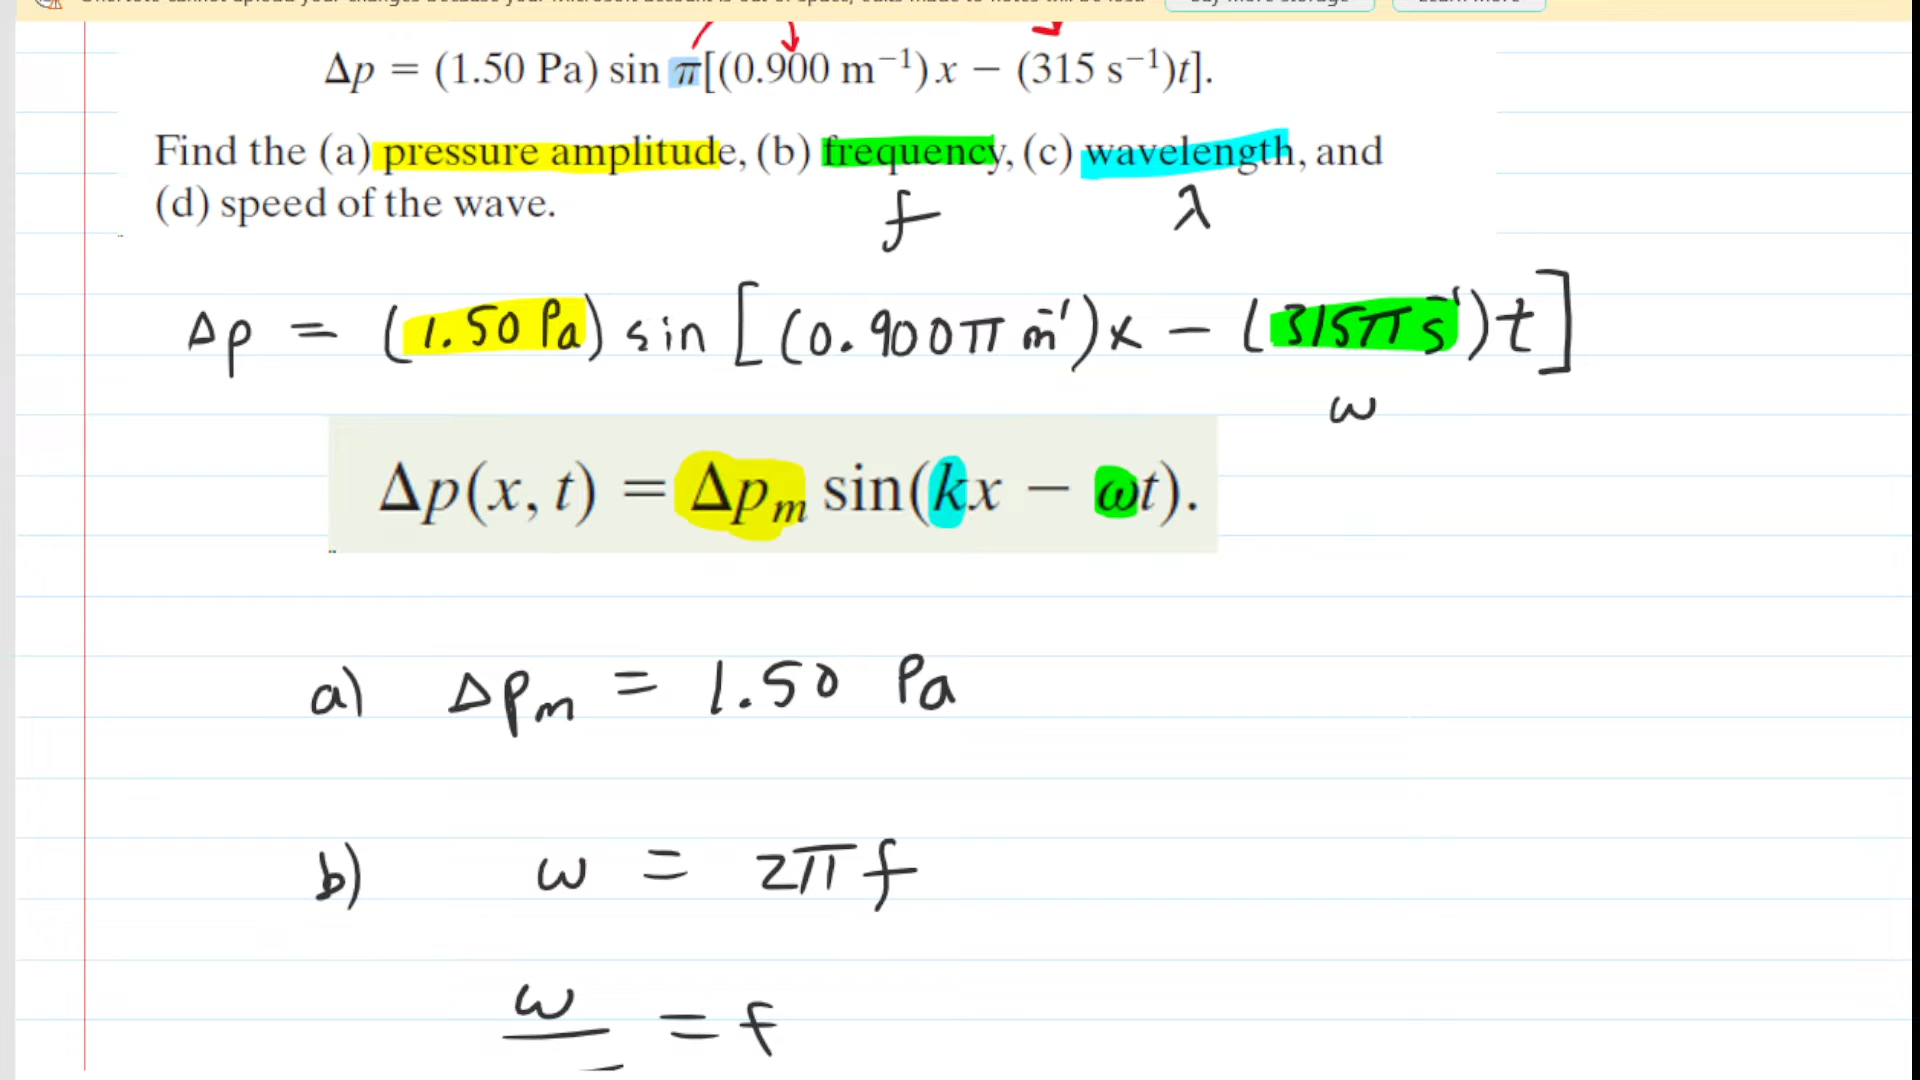 Δp = (1.50 Pa) sin π[(0.900 m⁻¹)x − (315 s⁻¹)t].
Find the (a) pressure amplitude, (b) frequency, (c) wavelength, and
(d) speed of the wave.
f λ
Δp = (1.50 Pa) sin [(0.900π m⁻¹)x − (315π s⁻¹)t]
ω
Δp(x, t) = Δpₘ sin(kx − ωt).
a) Δpₘ = 1.50 Pa
b) ω = 2π f
ω = f